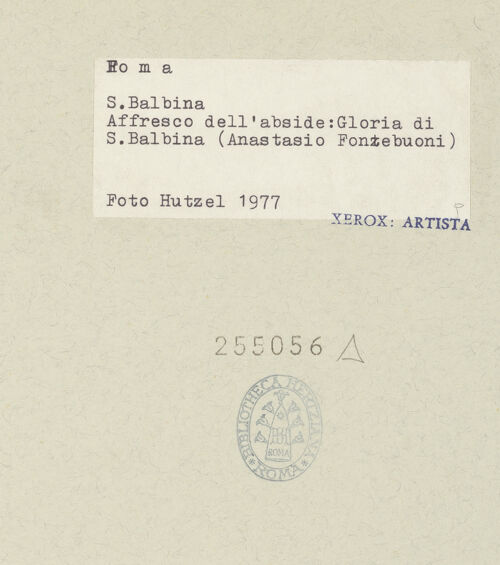 Roma
S.Balbina
Affresco dell'abside:Gloria di
S.Balbina (Anastasio Fontebuoni)
Foto Hutzel 1977
XEROX: ARTISTA
255056
BIBLIOTHECA HERTZIANA
ROMA
ROMA